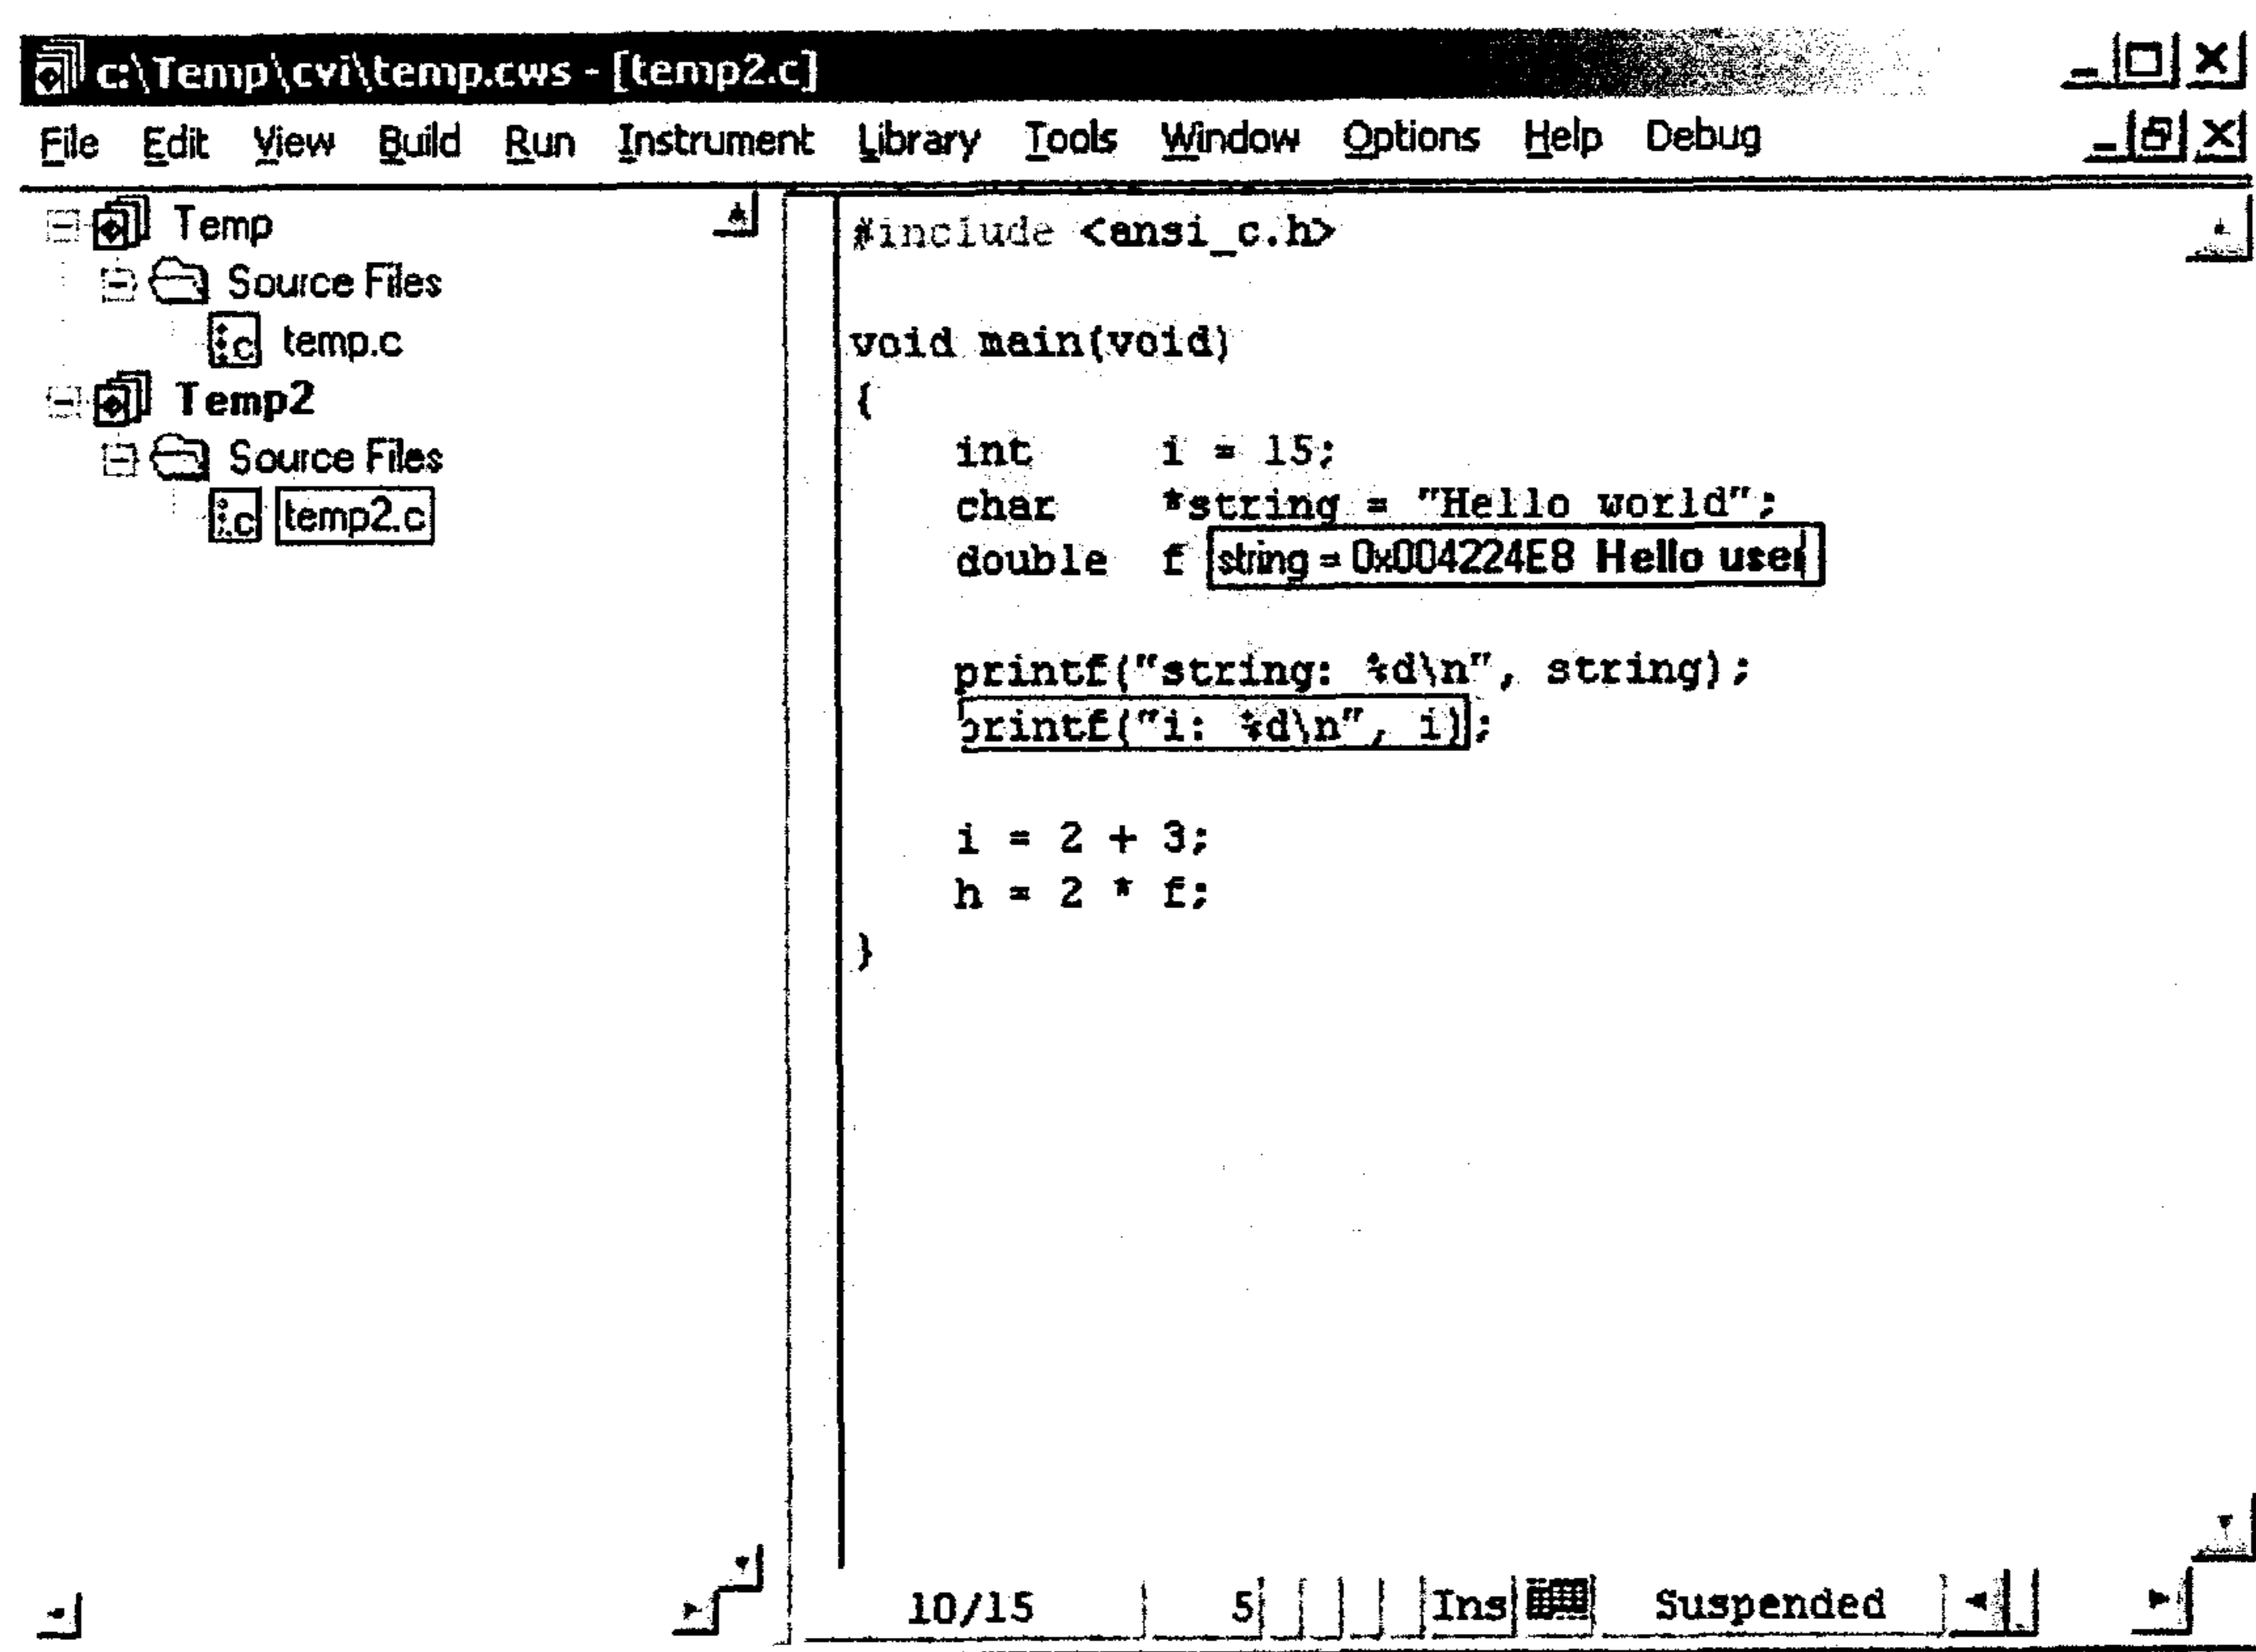 c:\Temp\cvi\temp.cws - [temp2.c]
File Edit View Build Run Instrument Library Tools Window Options Help Debug
Temp
Source Files
temp.c
Temp2
Source Files
temp2.c
#include <ansi_c.h>
void main(void)
{
int i = 15;
char *string = "Hello world";
double f string = 0x004224E8 Hello user
printf("string: %d\n", string);
printf("i: %d\n", i);
i = 2 + 3;
h = 2 * f;
}
10/15 5 Ins Suspended